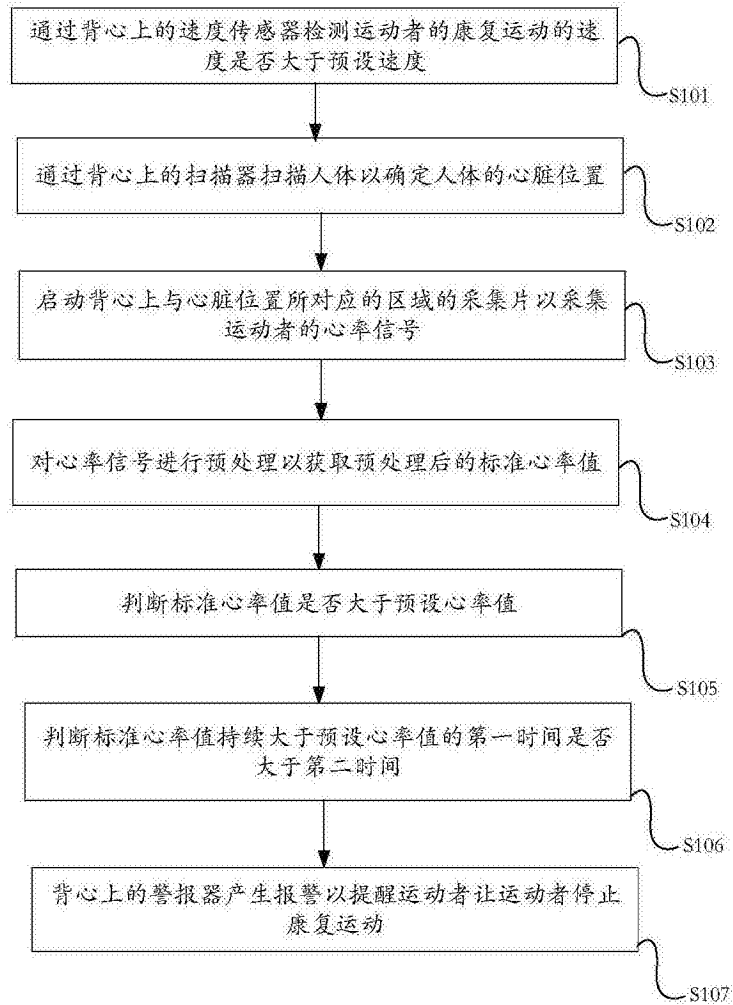 通过背心上的速度传感器检测运动者的康复运动的速
度是否大于预设速度
S101
通过背心上的扫描器扫描人体以确定人体的心脏位置
S102
启动背心上与心脏位置所对应的区域的采集片以采集
运动者的心率信号
S103
对心率信号进行预处理以获取预处理后的标准心率值
S104
判断标准心率值是否大于预设心率值
S105
判断标准心率值持续大于预设心率值的第一时间是否
大于第二时间
S106
背心上的警报器产生报警以提醒运动者让运动者停止
康复运动
S107